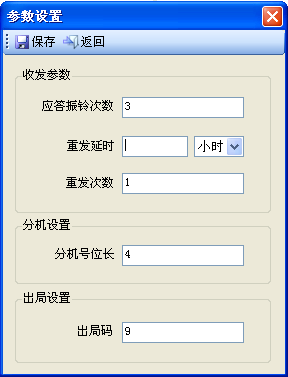 参数设置
保存 返回
收发参数
应答振铃次数 3
重发延时 小时
重发次数 1
分机设置
分机号位长 4
出局设置
出局码 9